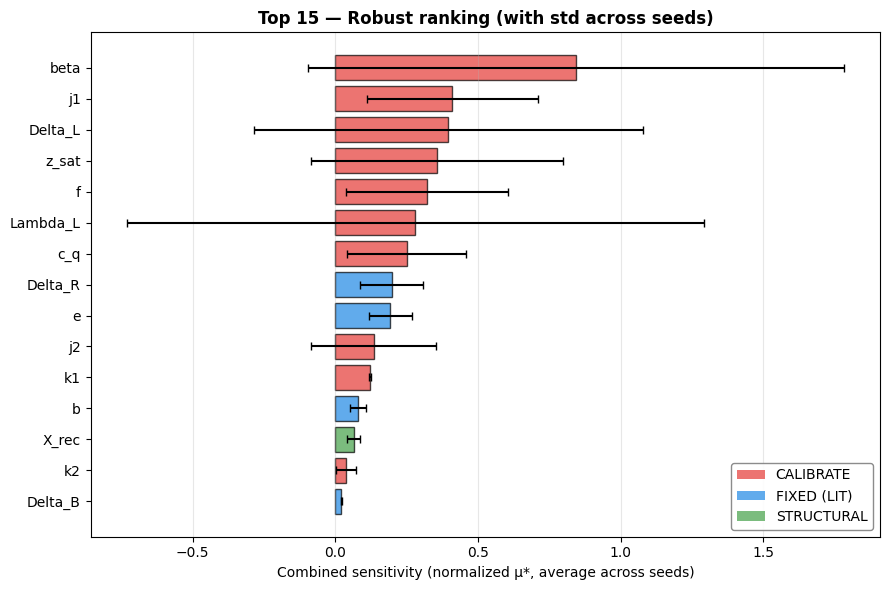 Top 15 — Robust ranking (with std across seeds)
beta
j1
Delta_L
z_sat
f
Lambda_L
c_q
Delta_R
e
j2
k1
b
X_rec
k2
Delta_B
CALIBRATE
FIXED (LIT)
STRUCTURAL
−0.5 0.0 0.5 1.0 1.5
Combined sensitivity (normalized μ*, average across seeds)